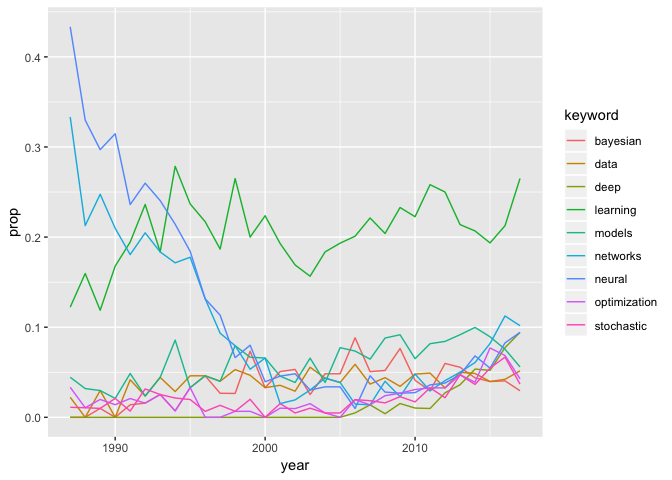 0.4
0.3
0.2
0.1
0.0
prop
1990
2000
2010
year
keyword
bayesian
data
deep
learning
models
networks
neural
optimization
stochastic